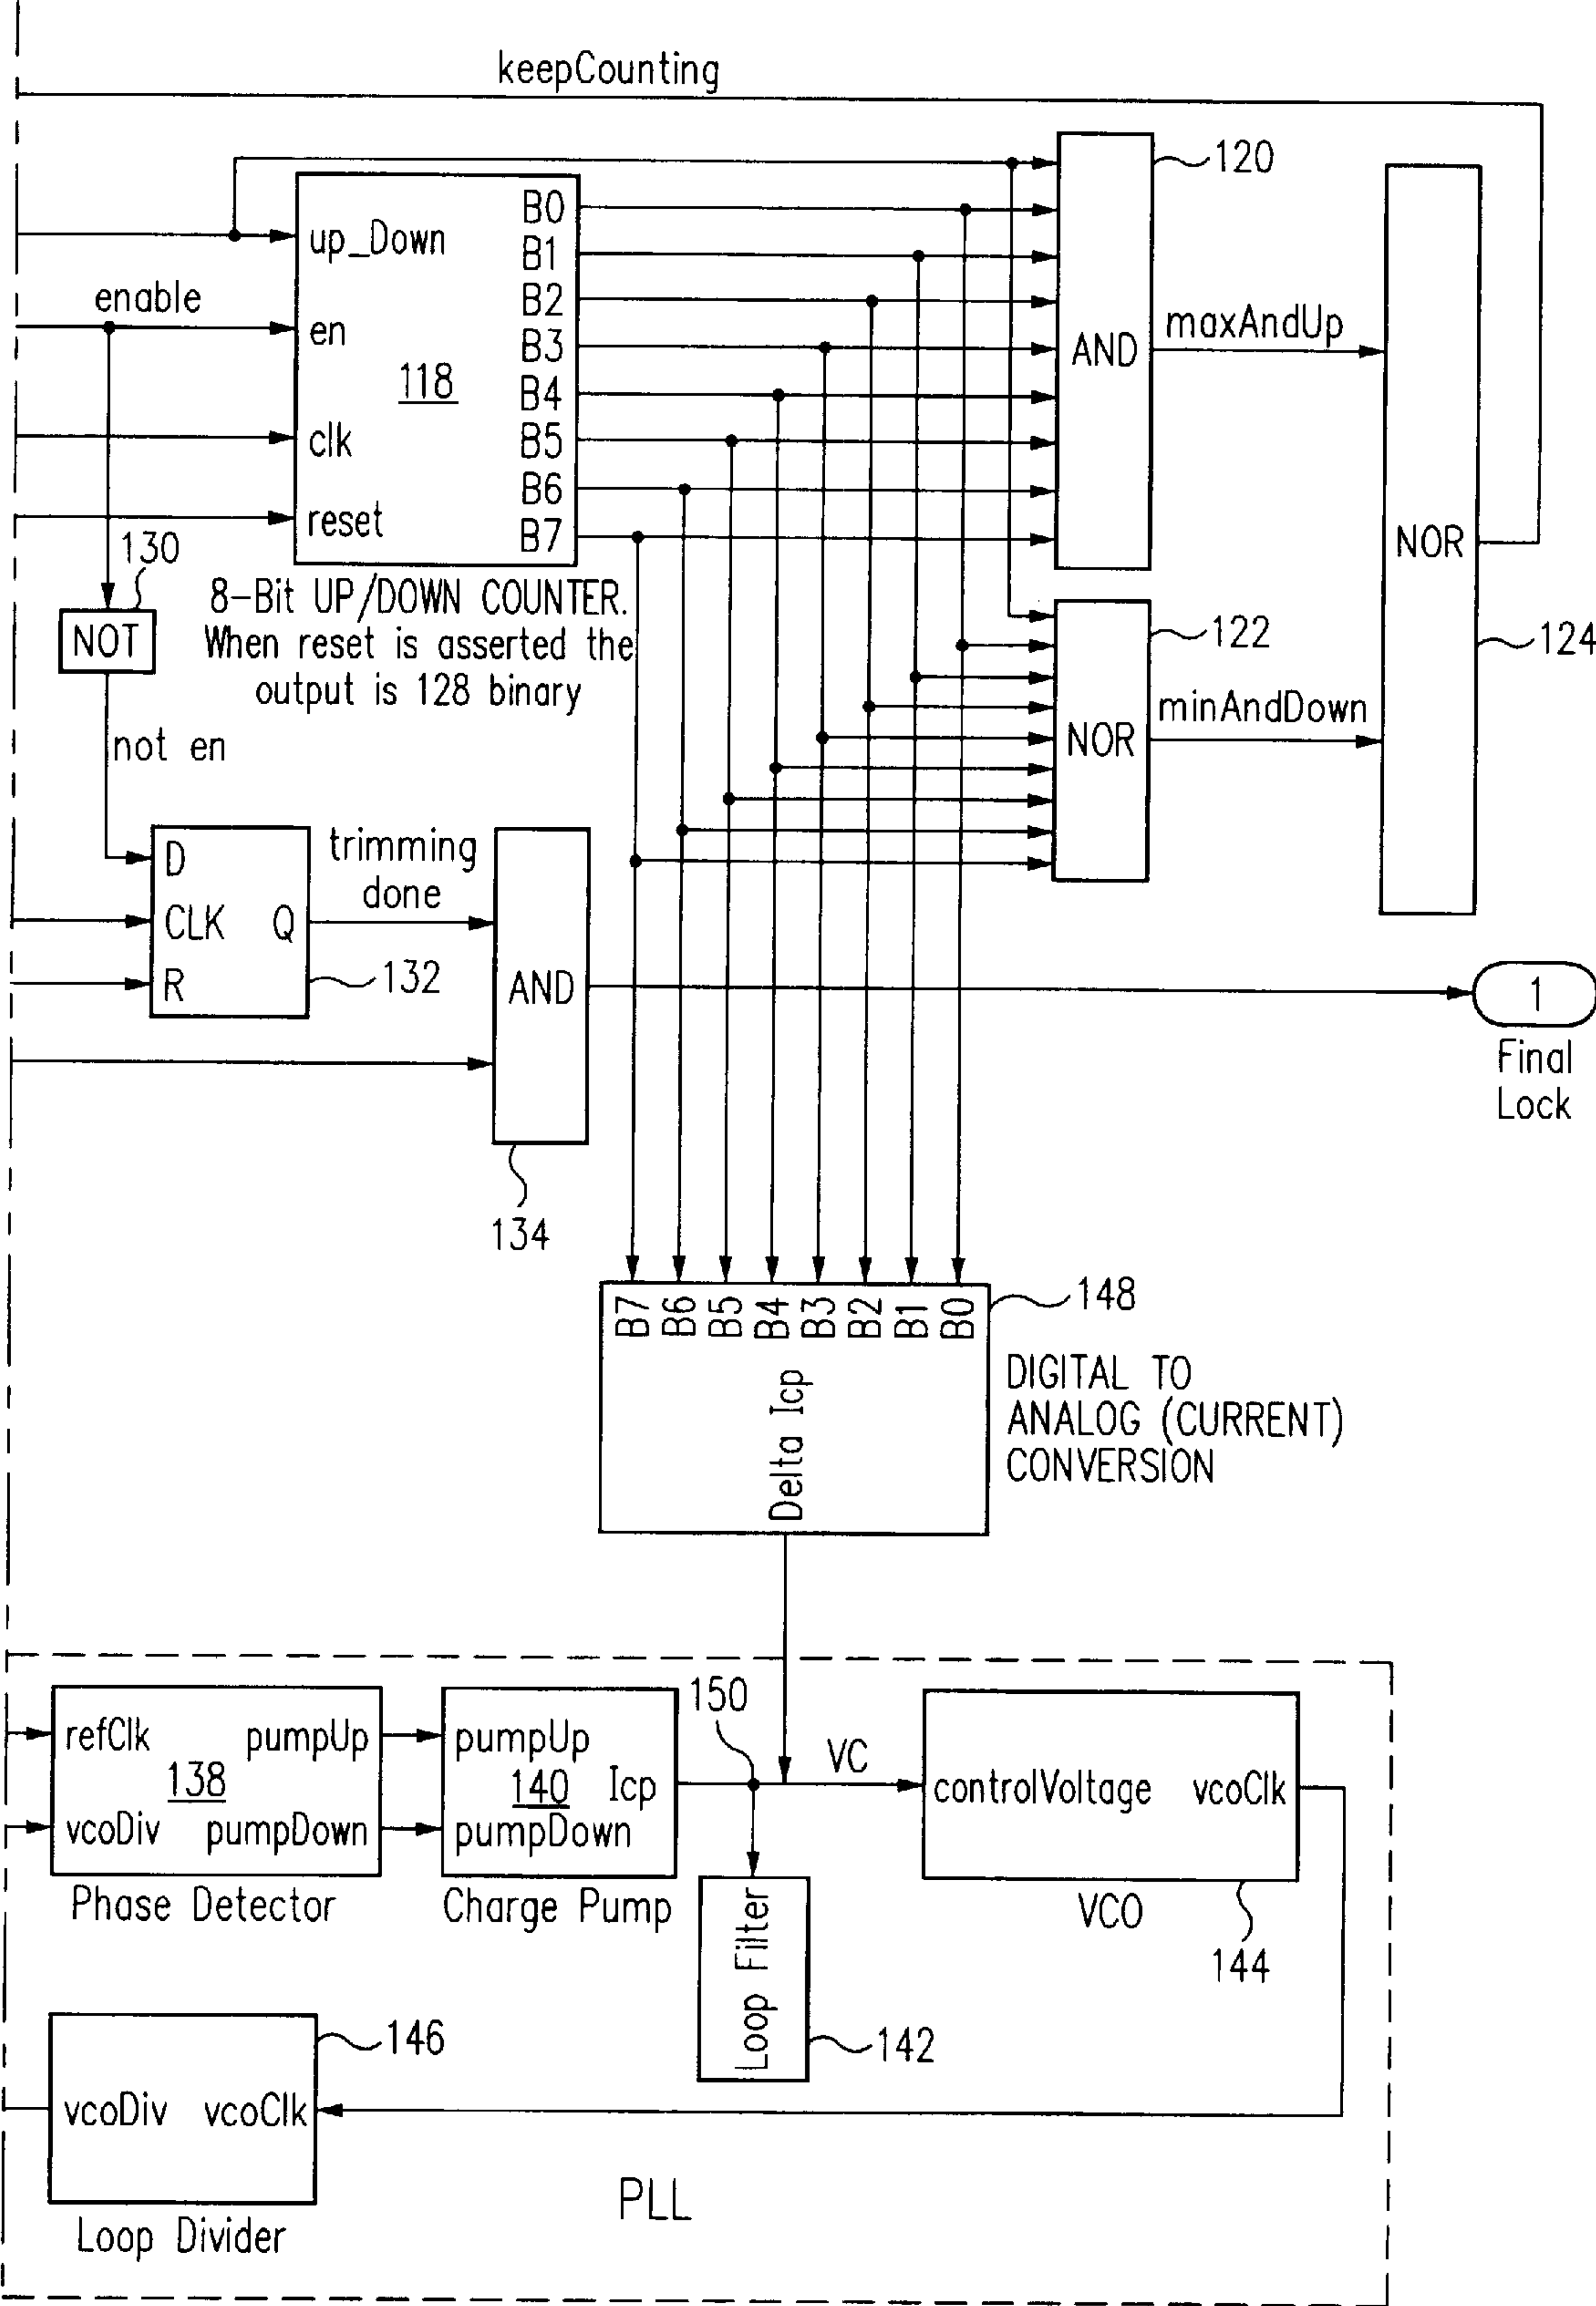 keepCounting
120
up_Down
B0
B1
enable
B2
en
B3
maxAndUp
AND
118
B4
clk
B5
B6
reset
B7
NOR
130
8-Bit UP/DOWN COUNTER.
When reset is asserted the
output is 128 binary
NOT
122
124
minAndDown
NOR
not en
trimming
done
D
CLK
Q
R
132
AND
1
Final
Lock
134
148
B7
B6
B5
B4
B3
B2
B1
B0
Delta Icp
DIGITAL TO
ANALOG (CURRENT)
CONVERSION
150
refClk
pumpUp
138
vcoDiv
pumpDown
Phase Detector
pumpUp
140
Icp
pumpDown
Charge Pump
VC
controlVoltage
vcoClk
VCO
144
Loop Filter
142
146
vcoDiv
vcoClk
Loop Divider
PLL